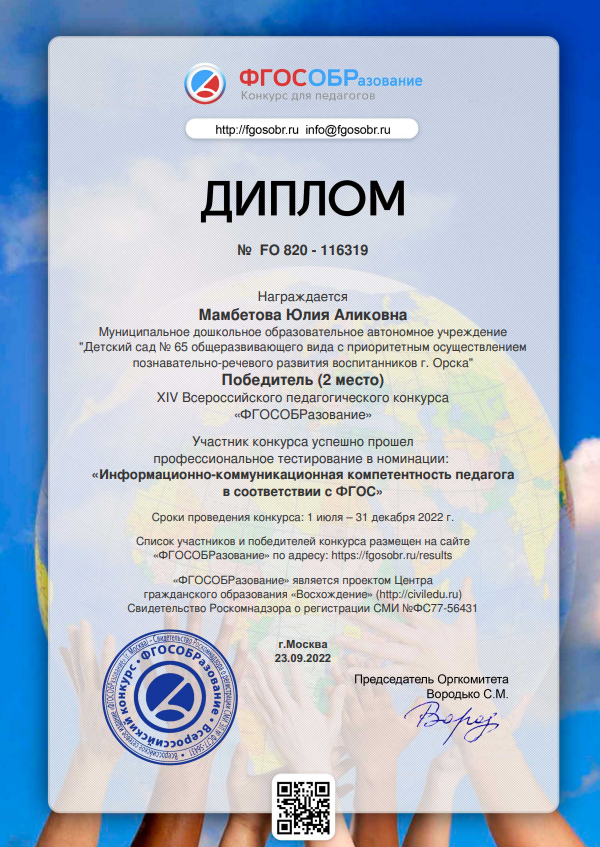 ФГОСОБРазование
Конкурс для педагогов
http://fgosobr.ru info@fgosobr.ru
ДИПЛОМ
№ FO 820 - 116319
Награждается
Мамбетова Юлия Аликовна
Муниципальное дошкольное образовательное автономное учреждение
"Детский сад № 65 общеразвивающего вида с приоритетным осуществлением
познавательно-речевого развития воспитанников г. Орска"
Победитель (2 место)
XIV Всероссийского педагогического конкурса
«ФГОСОБРазование»
Участник конкурса успешно прошел
профессиональное тестирование в номинации:
«Информационно-коммуникационная компетентность педагога
в соответствии с ФГОС»
Сроки проведения конкурса: 1 июля – 31 декабря 2022 г.
Список участников и победителей конкурса размещен на сайте
«ФГОСОБРазование» по адресу: https://fgosobr.ru/results
«ФГОСОБРазование» является проектом Центра
гражданского образования «Восхождение» (http://civiledu.ru)
Свидетельство Роскомнадзора о регистрации СМИ №ФС77-56431
г.Москва
23.09.2022
Председатель Оргкомитета
Вородько С.М.
ФГОСОБРазование • Всероссийский конкурс •